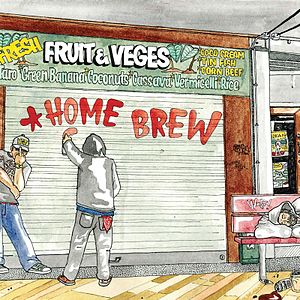 FRESH
FRUIT & VEGES
COCO CREAM
TIN FISH
CORN BEEF
Taro Green Banana Coconuts Cassava Vermicelli Rice
*HOME BREW